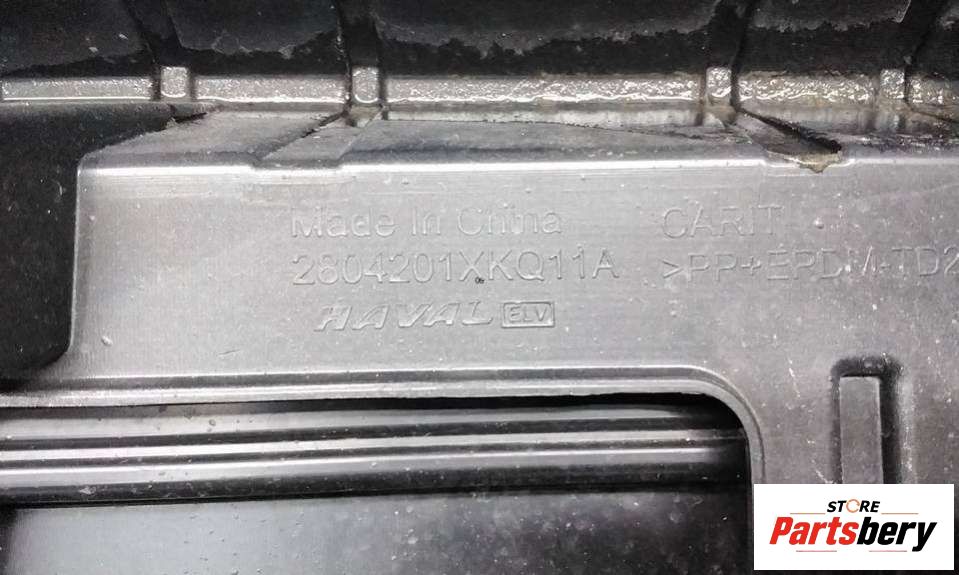 Made In China
2804201XKQ11A
HAVAL ELV
CARIT
>PP+EPDM-TD2
STORE
Partsbery